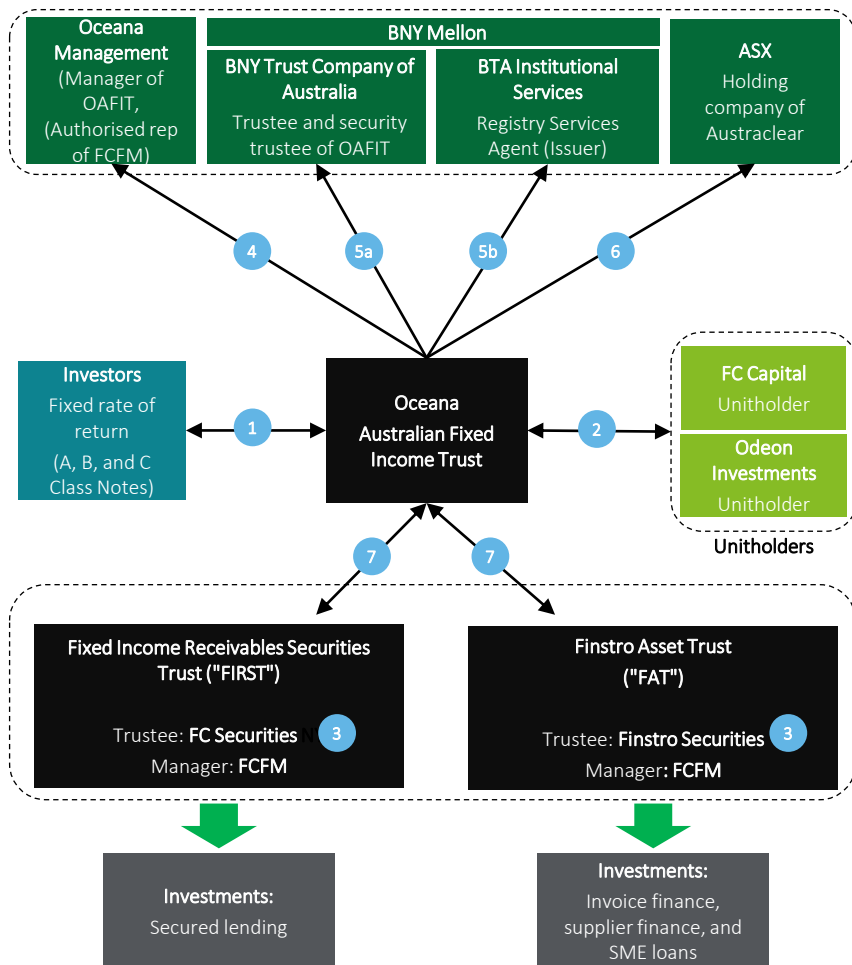 Oceana
Management
(Manager of
OAFIT,
(Authorised rep
of FCFM)
BNY Mellon
BNY Trust Company of
Australia
Trustee and security
trustee of OAFIT
BTA Institutional
Services
Registry Services
Agent (Issuer)
ASX
Holding
company of
Austraclear
4
5a
5b
6
Investors
Fixed rate of
return
(A, B, and C
Class Notes)
1
Oceana
Australian Fixed
Income Trust
2
FC Capital
Unitholder
Odeon
Investments
Unitholder
Unitholders
7
7
Fixed Income Receivables Securities
Trust ("FIRST")
Trustee: FC Securities N
3
Manager: FCFM
Finstro Asset Trust
("FAT")
Trustee: Finstro Securities
3
Manager: FCFM
Investments:
Secured lending
Investments:
Invoice finance,
supplier finance, and
SME loans